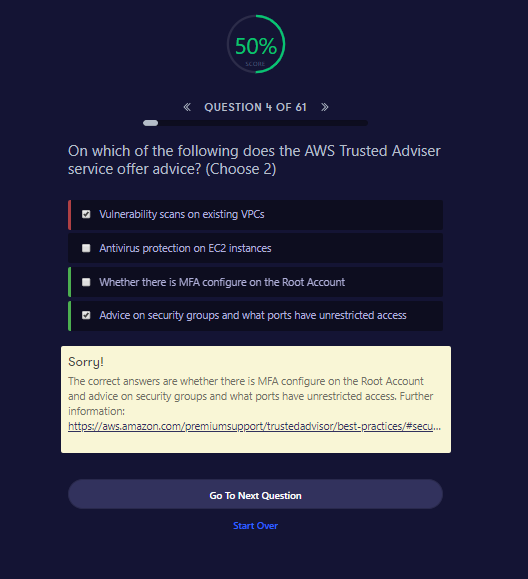 50%
SCORE
QUESTION 4 OF 61
On which of the following does the AWS Trusted Adviser
service offer advice? (Choose 2)
Vulnerability scans on existing VPCs
Antivirus protection on EC2 instances
Whether there is MFA configure on the Root Account
Advice on security groups and what ports have unrestricted access
Sorry!
The correct answers are whether there is MFA configure on the Root Account
and advice on security groups and what ports have unrestricted access. Further
information:
https://aws.amazon.com/premiumsupport/trustedadvisor/best-practices/#secu...
Go To Next Question
Start Over